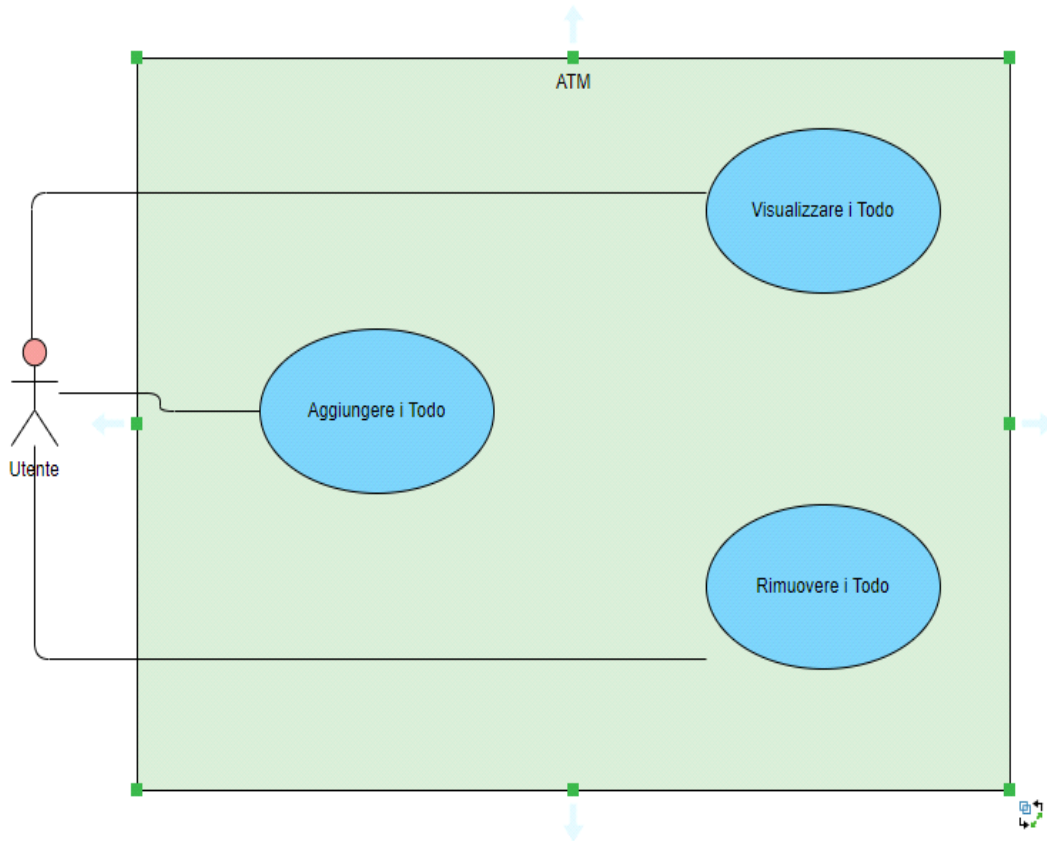 ATM
Visualizzare i Todo
Aggiungere i Todo
Utente
Rimuovere i Todo